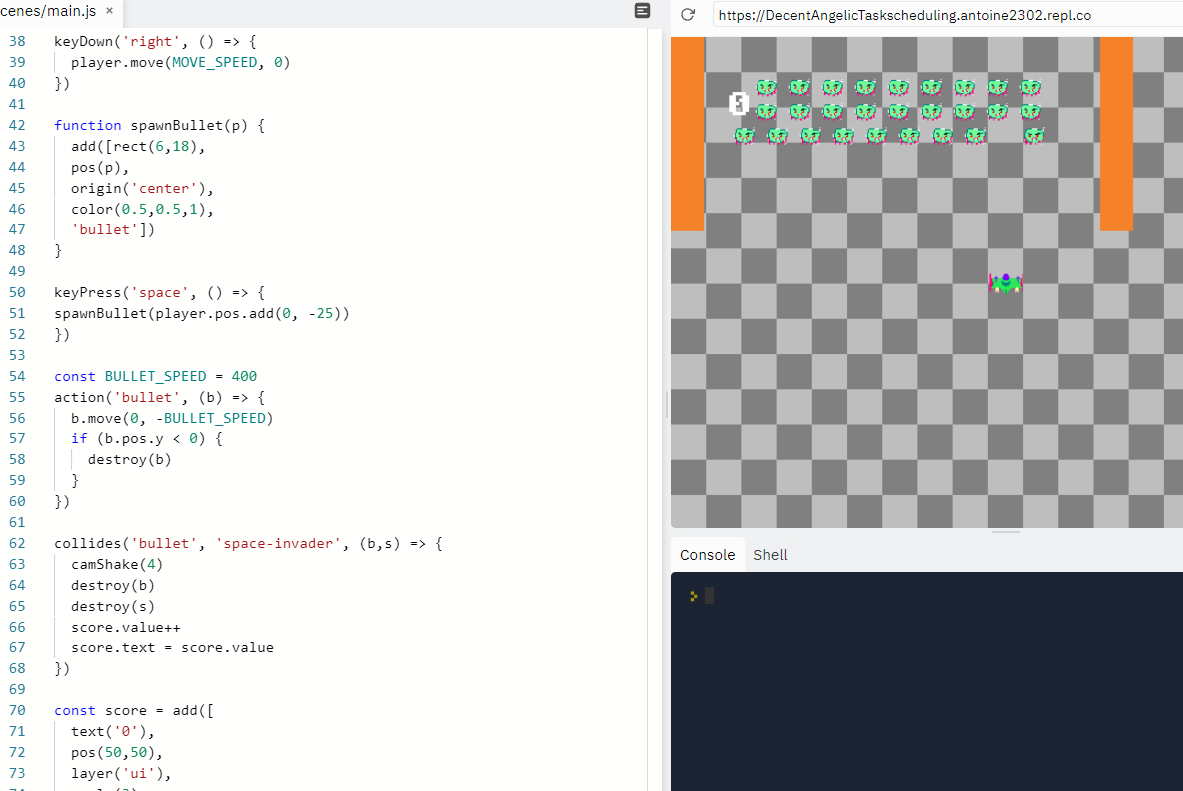 cenes/main.js ×
https://DecentAngelicTaskscheduling.antoine2302.repl.co
38 keyDown('right', () => {
39 player.move(MOVE_SPEED, 0)
40 })
41
42 function spawnBullet(p) {
43 add([rect(6,18),
44 pos(p),
45 origin('center'),
46 color(0.5,0.5,1),
47 'bullet'])
48 }
49
50 keyPress('space', () => {
51 spawnBullet(player.pos.add(0, -25))
52 })
53
54 const BULLET_SPEED = 400
55 action('bullet', (b) => {
56 b.move(0, -BULLET_SPEED)
57 if (b.pos.y < 0) {
58 destroy(b)
59 }
60 })
61
62 collides('bullet', 'space-invader', (b,s) => {
63 camShake(4)
64 destroy(b)
65 destroy(s)
66 score.value++
67 score.text = score.value
68 })
69
70 const score = add([
71 text('0'),
72 pos(50,50),
73 layer('ui'),
Console Shell
>